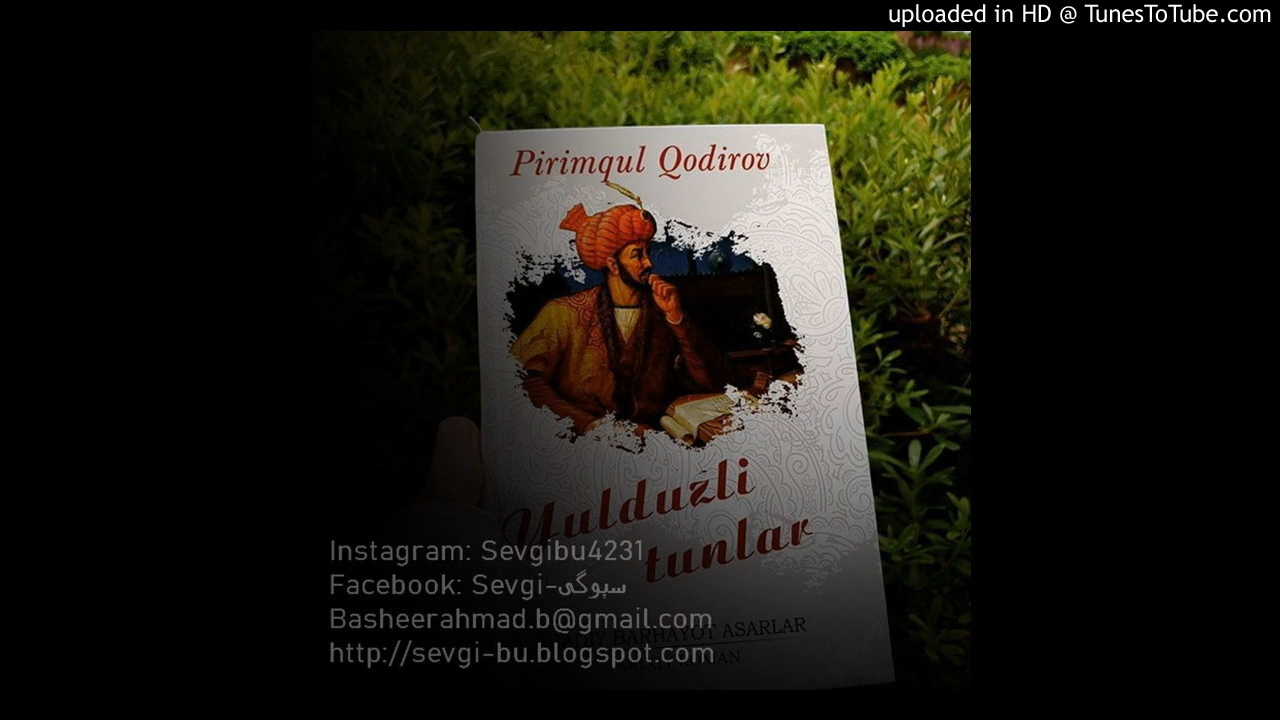 uploaded in HD @ TunesToTube.com
Pirimqul Qodirov
Yulduzli
tunlar
Instagram: Sevgibu4231
Facebook: Sevgi-سېوگی
BARHAYOT ASARLAR
Basheerahmad.b@gmail.com
http://sevgi-bu.blogspot.com